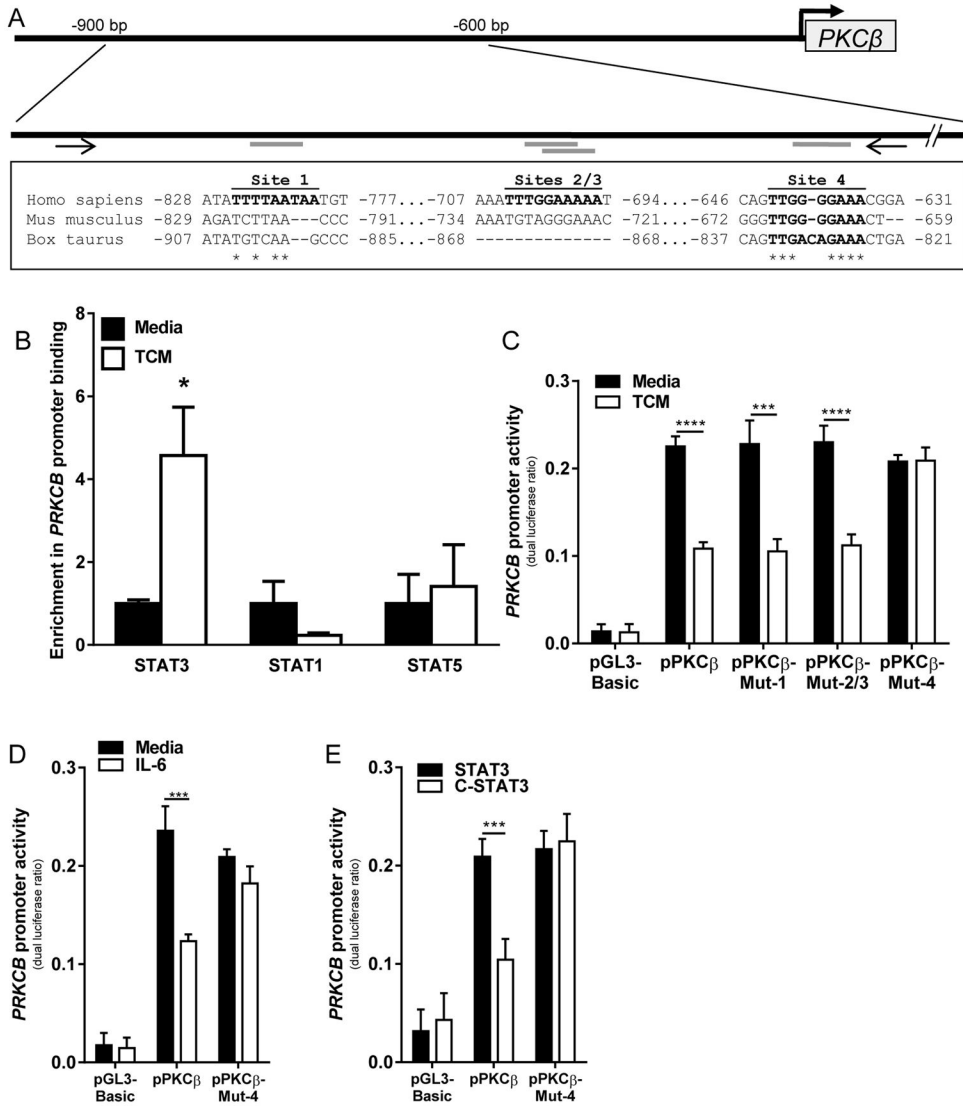 A
-900 bp
-600 bp
PKCβ
Site 1 Sites 2/3 Site 4
Homo sapiens -828 ATATTTTAATAATGT -777...-707 AAATTTGGAAAAAT -694...-646 CAGTTGG-GGAAACGGA -631
Mus musculus -829 AGATCTTAA---CCC -791...-734 AAATGTAGGGAAAC -721...-672 GGGTTGG-GGAAACT-- -659
Box taurus -907 ATATGTCAA-GCCC -885...-868 -------------- -868...-837 CAGTTGACAGAAACTGA -821
* * ** *** ****
B
Media
TCM
Enrichment in PRKCB promoter binding
8
6
4
2
0
*
STAT3 STAT1 STAT5
C
Media
TCM
PRKCB promoter activity
(dual luciferase ratio)
0.3
0.2
0.1
0.0
**** *** ****
pGL3-Basic pPKCβ pPKCβ-Mut-1 pPKCβ-Mut-2/3 pPKCβ-Mut-4
D
Media
IL-6
PRKCB promoter activity
(dual luciferase ratio)
0.3
0.2
0.1
0.0
***
pGL3-Basic pPKCβ pPKCβ-Mut-4
E
STAT3
C-STAT3
PRKCB promoter activity
(dual luciferase ratio)
0.3
0.2
0.1
0.0
***
pGL3-Basic pPKCβ pPKCβ-Mut-4